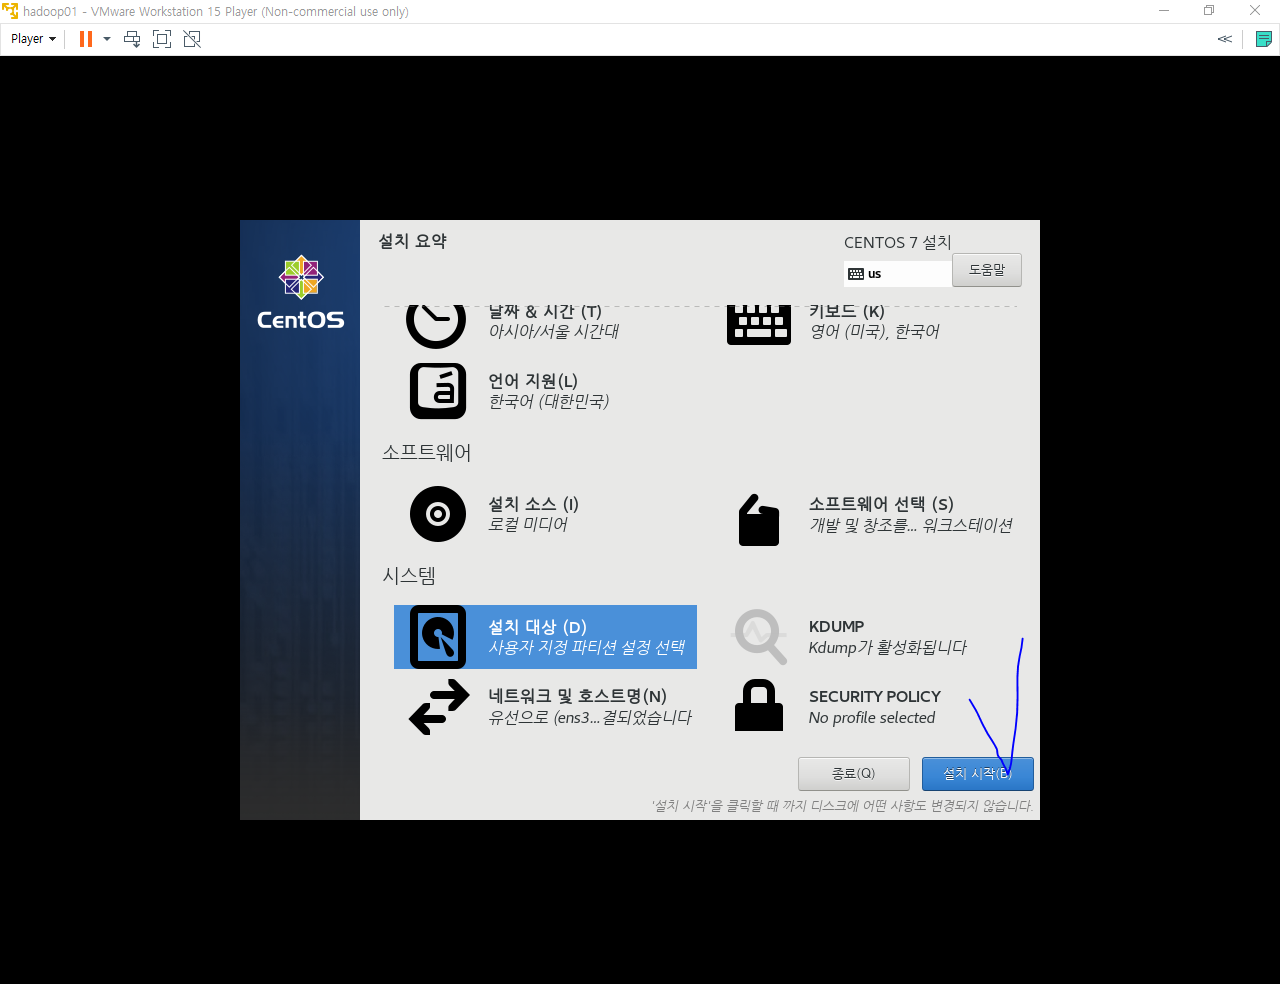 hadoop01 - VMware Workstation 15 Player (Non-commercial use only)
Player
설치 요약
CENTOS 7 설치
us
도움말
CentOS
날짜 & 시간 (T)
아시아/서울 시간대
키보드 (K)
영어 (미국), 한국어
언어 지원(L)
한국어 (대한민국)
소프트웨어
설치 소스 (I)
로컬 미디어
소프트웨어 선택 (S)
개발 및 창조를... 워크스테이션
시스템
설치 대상 (D)
사용자 지정 파티션 설정 선택
KDUMP
Kdump가 활성화됩니다
네트워크 및 호스트명(N)
유선으로 (ens3...결되었습니다
SECURITY POLICY
No profile selected
종료(Q)
설치 시작(B)
'설치 시작'을 클릭할 때 까지 디스크에 어떤 사항도 변경되지 않습니다.